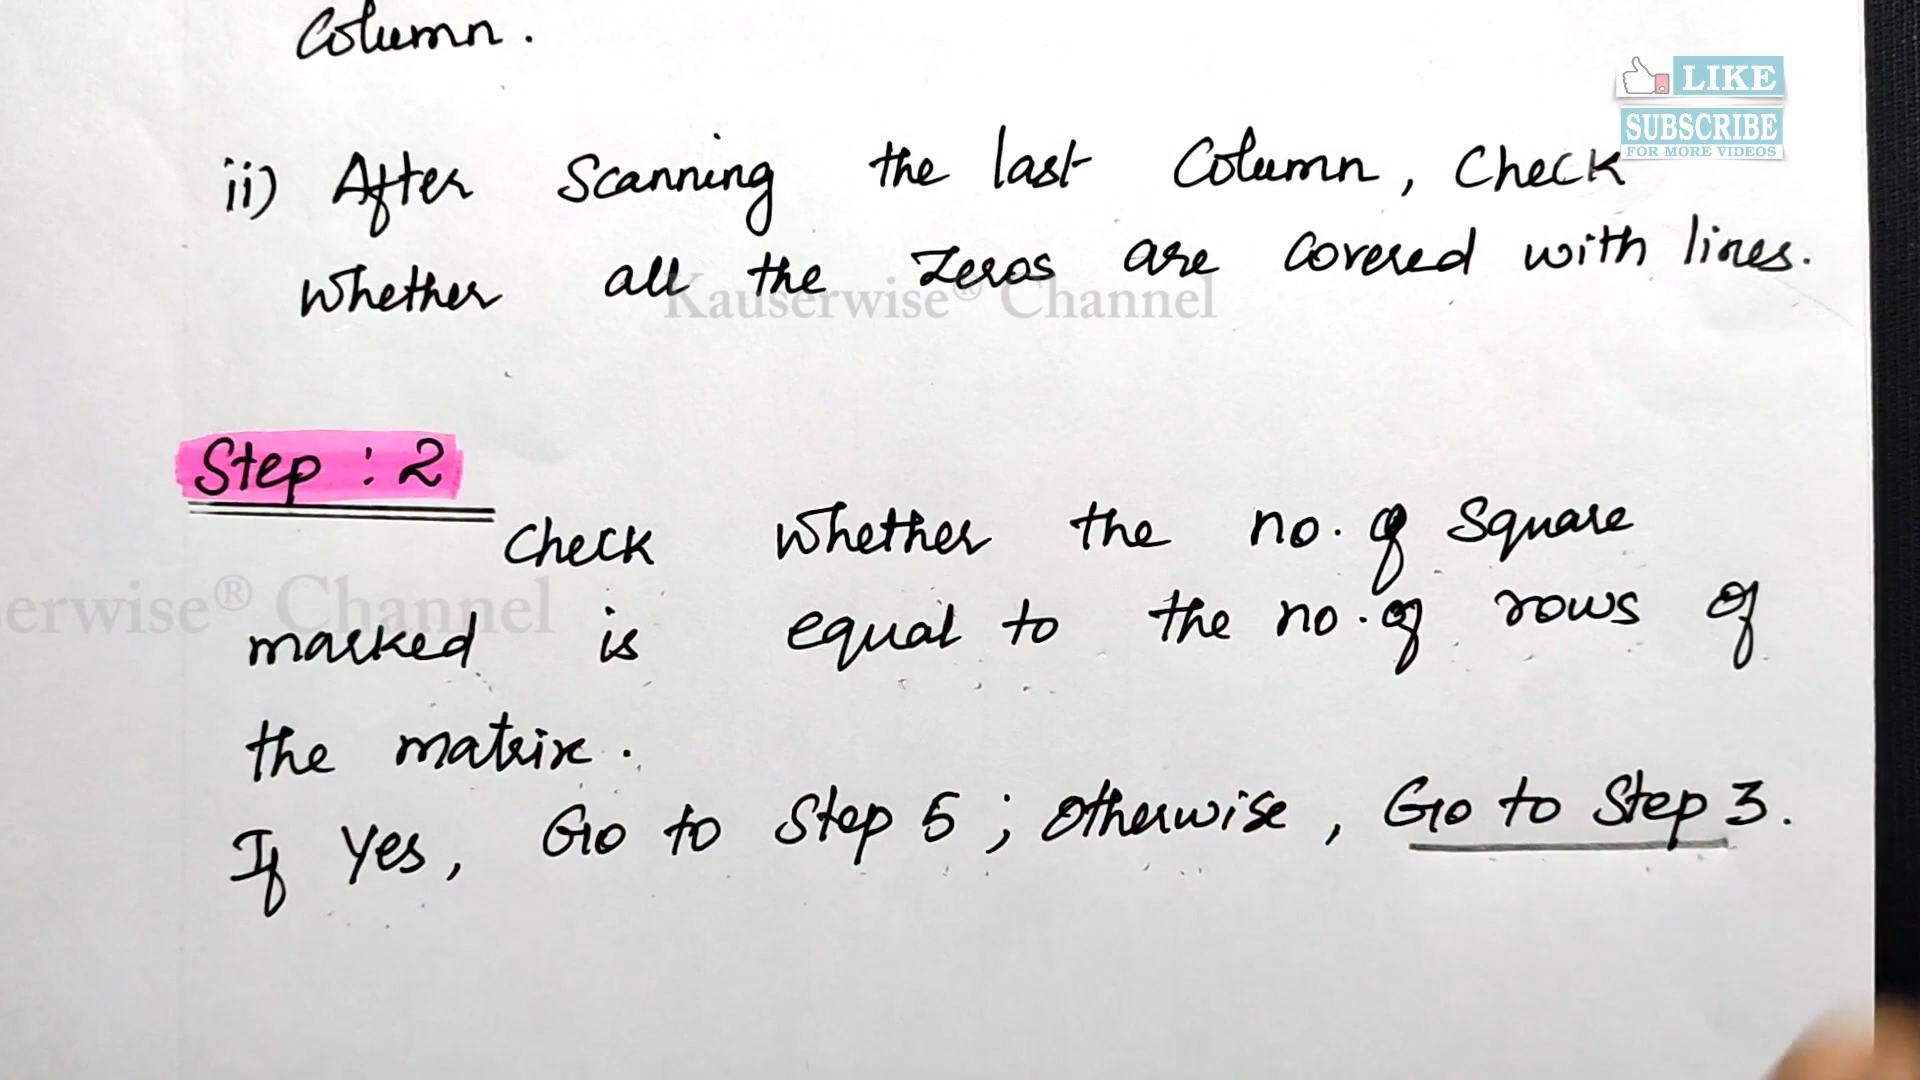 Column.
LIKE
SUBSCRIBE
FOR MORE VIDEOS
ii) After Scanning the last Column, Check
whether all the zeros are covered with lines.
Kauserwise® Channel
Step : 2
Check whether the no. of Square
serwise® Channel
marked is equal to the no. of rows of
the matrix.
If Yes, Go to Step 5; Otherwise, Go to Step 3.